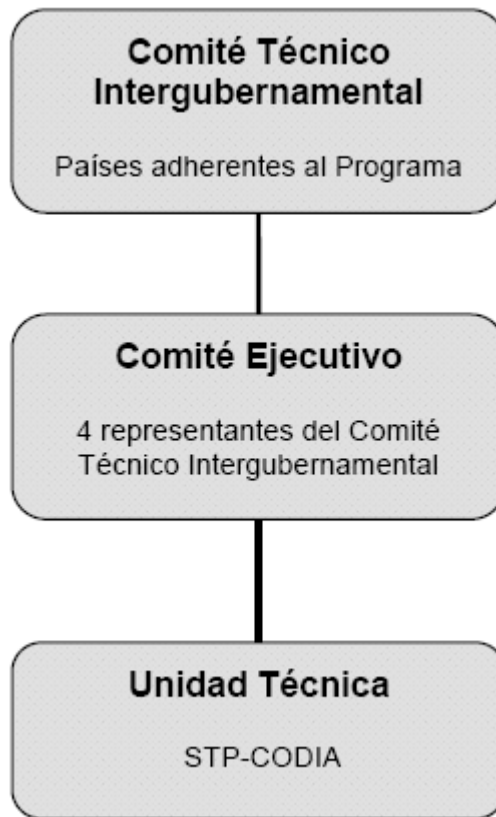 Comité Técnico
Intergubernamental
Países adherentes al Programa
Comité Ejecutivo
4 representantes del Comité
Técnico Intergubernamental
Unidad Técnica
STP-CODIA